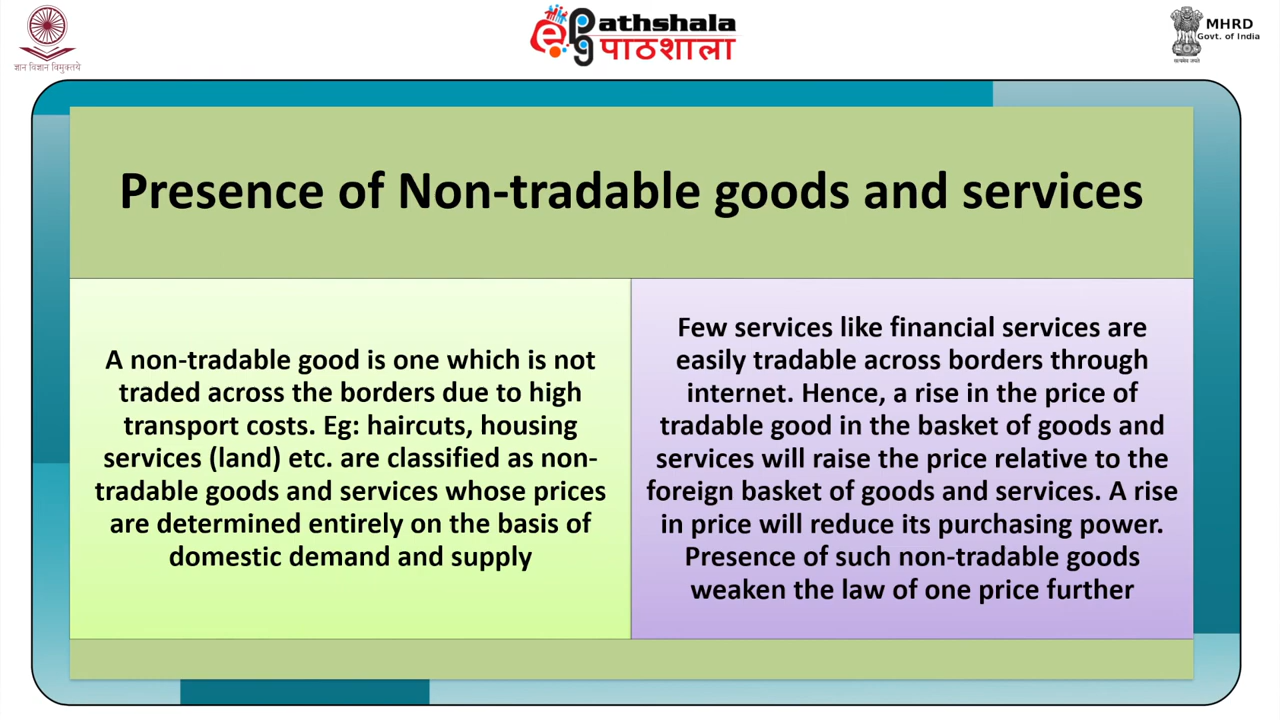 ज्ञान विज्ञान विमुक्तये
ePathshala
पाठशाला
MHRD
Govt. of India
सत्यमेव जयते
Presence of Non-tradable goods and services
A non-tradable good is one which is not
traded across the borders due to high
transport costs. Eg: haircuts, housing
services (land) etc. are classified as non-
tradable goods and services whose prices
are determined entirely on the basis of
domestic demand and supply
Few services like financial services are
easily tradable across borders through
internet. Hence, a rise in the price of
tradable good in the basket of goods and
services will raise the price relative to the
foreign basket of goods and services. A rise
in price will reduce its purchasing power.
Presence of such non-tradable goods
weaken the law of one price further